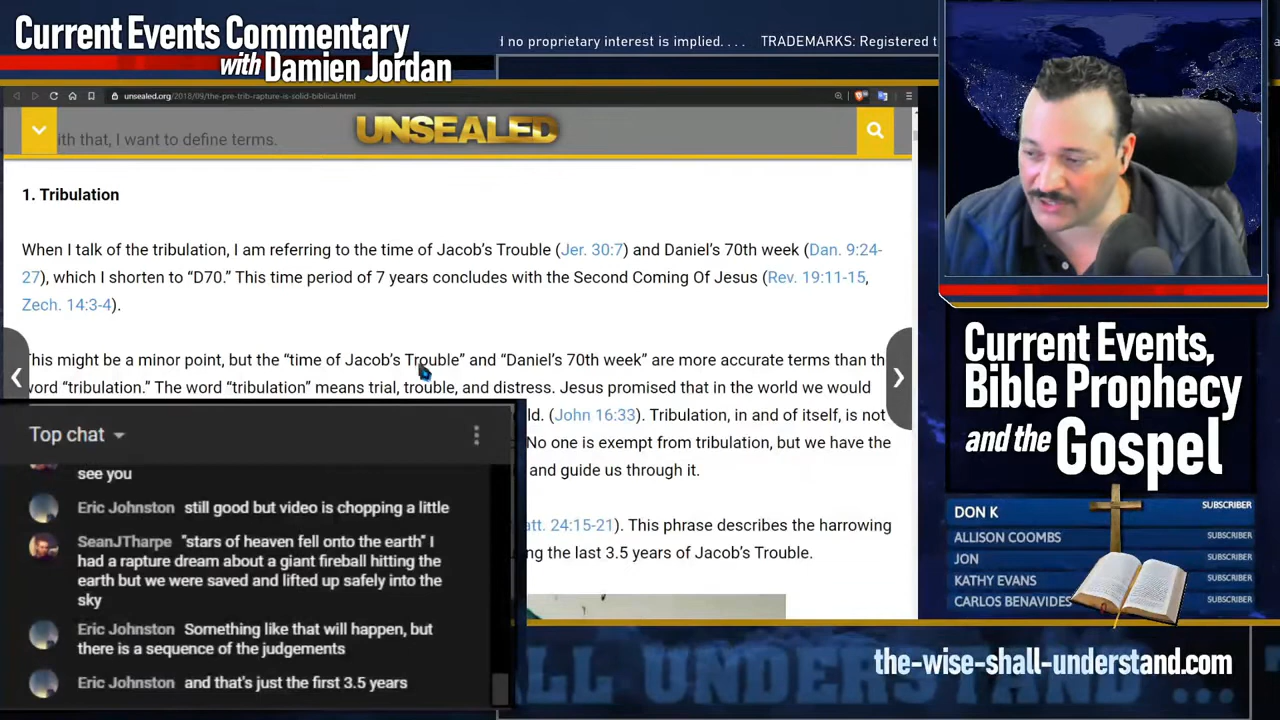 Current Events Commentary
with Damien Jordan
no proprietary interest is implied. . . . TRADEMARKS: Registered t
unsealed.org/2018/09/the-pre-trib-rapture-is-solid-biblical.html
ith that, I want to define terms.
UNSEALED
1. Tribulation
When I talk of the tribulation, I am referring to the time of Jacob's Trouble (Jer. 30:7) and Daniel's 70th week (Dan. 9:24-
27), which I shorten to “D70.” This time period of 7 years concludes with the Second Coming Of Jesus (Rev. 19:11-15,
Zech. 14:3-4).
This might be a minor point, but the “time of Jacob's Trouble” and “Daniel's 70th week” are more accurate terms than th
word “tribulation.” The word “tribulation” means trial, trouble, and distress. Jesus promised that in the world we would
ld. (John 16:33). Tribulation, in and of itself, is not
No one is exempt from tribulation, but we have the
and guide us through it.
att. 24:15-21). This phrase describes the harrowing
ng the last 3.5 years of Jacob's Trouble.
Top chat
see you
Eric Johnston still good but video is chopping a little
SeanJTharpe "stars of heaven fell onto the earth" I
had a rapture dream about a giant fireball hitting the
earth but we were saved and lifted up safely into the
sky
Eric Johnston Something like that will happen, but
there is a sequence of the judgements
Eric Johnston and that's just the first 3.5 years
Current Events,
Bible Prophecy
and the
Gospel
DON K SUBSCRIBER
ALLISON COOMBS SUBSCRIBER
JON SUBSCRIBER
KATHY EVANS SUBSCRIBER
CARLOS BENAVIDES SUBSCRIBER
the-wise-shall-understand.com
SHALL UNDERSTAND ...